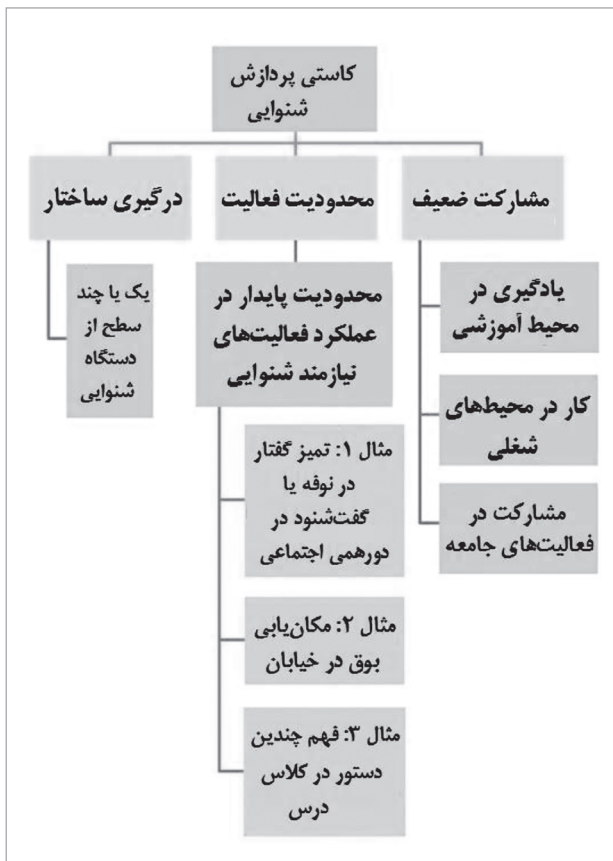 کاستی پردازش
شنوایی
درگیری ساختار
محدودیت فعالیت
مشارکت ضعیف
یک یا چند
سطح از
دستگاه
شنوایی
محدودیت پایدار در
عملکرد فعالیت‌های
نیازمند شنوایی
مثال ۱: تمیز گفتار
در نوفه یا
گفت‌شنود در
دورهمی اجتماعی
مثال ۲: مکان‌یابی
بوق در خیابان
مثال ۳: فهم چندین
دستور در کلاس
درس
یادگیری در
محیط آموزشی
کار در محیط‌های
شغلی
مشارکت در
فعالیت‌های جامعه